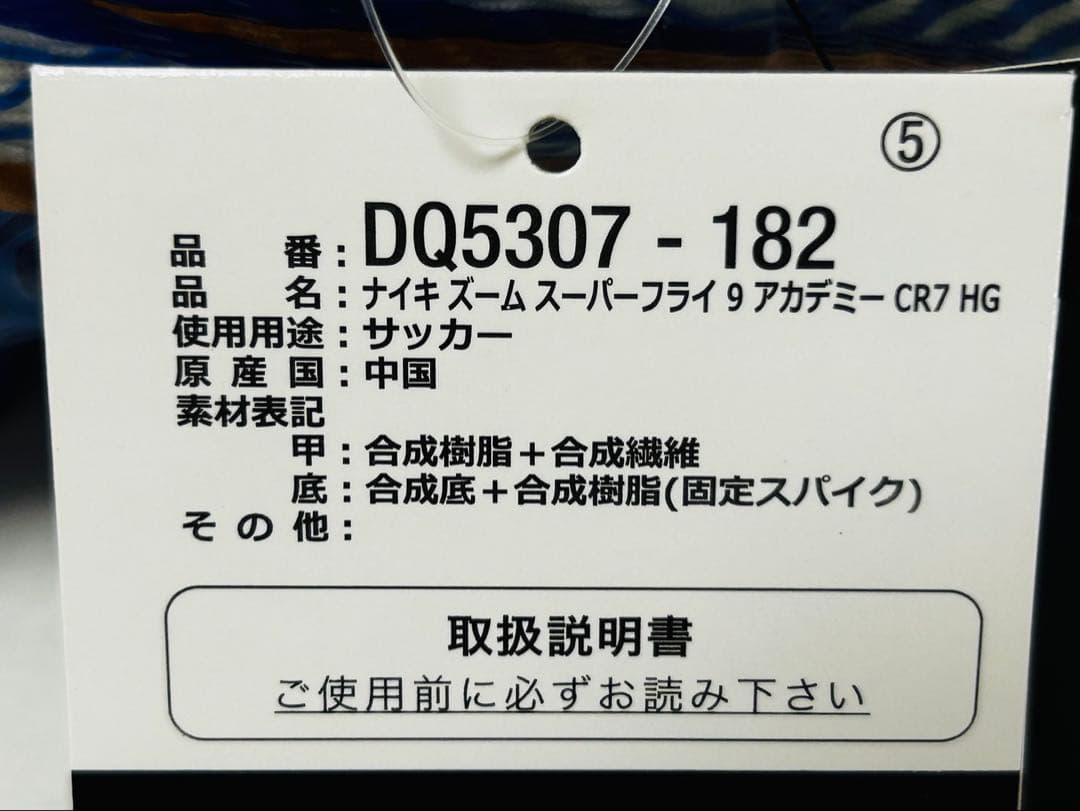 ⑤
品番：DQ5307 - 182
品名：ナイキ ズーム スーパーフライ 9 アカデミー CR7 HG
使用用途：サッカー
原産国：中国
素材表記
甲：合成樹脂＋合成繊維
底：合成底＋合成樹脂(固定スパイク)
その他：
取扱説明書
ご使用前に必ずお読み下さい